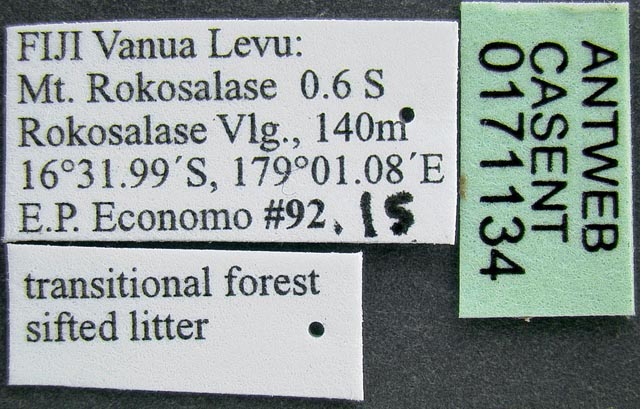 FIJI Vanua Levu:
Mt. Rokosalase 0.6 S
Rokosalase Vlg., 140m
16°31.99´S, 179°01.08´E
E.P. Economo #92, 15
transitional forest
sifted litter
ANTWEB
CASENT
0171134